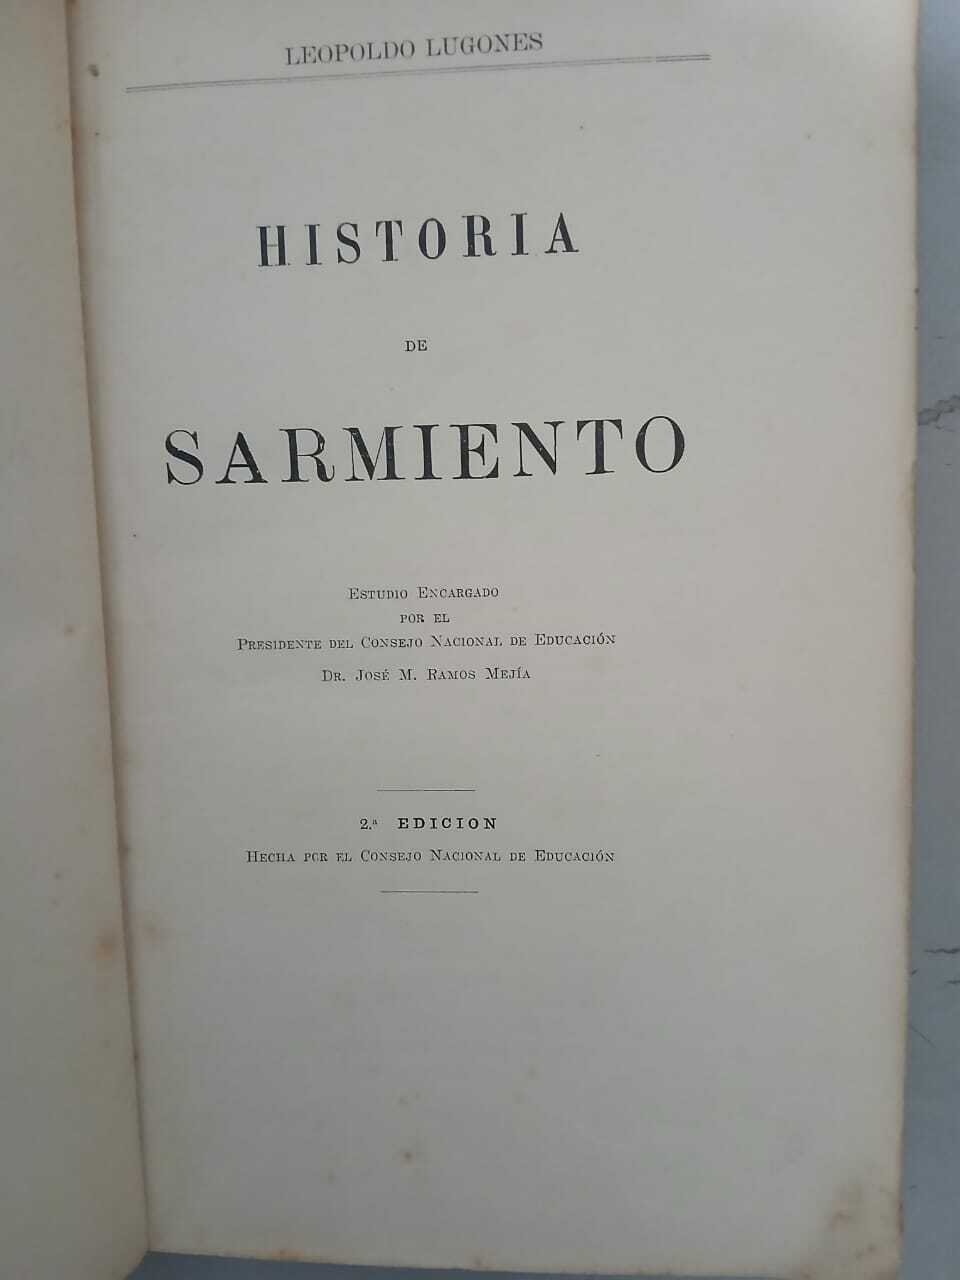 LEOPOLDO LUGONES
HISTORIA
DE
SARMIENTO
ESTUDIO ENCARGADO
POR EL
PRESIDENTE DEL CONSEJO NACIONAL DE EDUCACIÓN
DR. JOSÉ M. RAMOS MEJÍA
2.ª EDICION
HECHA POR EL CONSEJO NACIONAL DE EDUCACIÓN